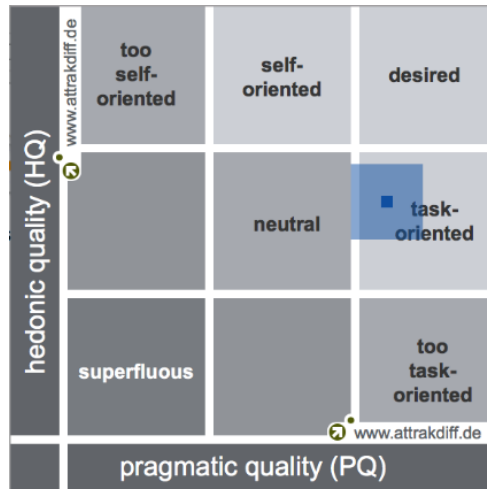 www.attrakdiff.de
hedonic quality (HQ)
too
self-
oriented
self-
oriented
desired
neutral
task-
oriented
superfluous
too
task-
oriented
www.attrakdiff.de
pragmatic quality (PQ)